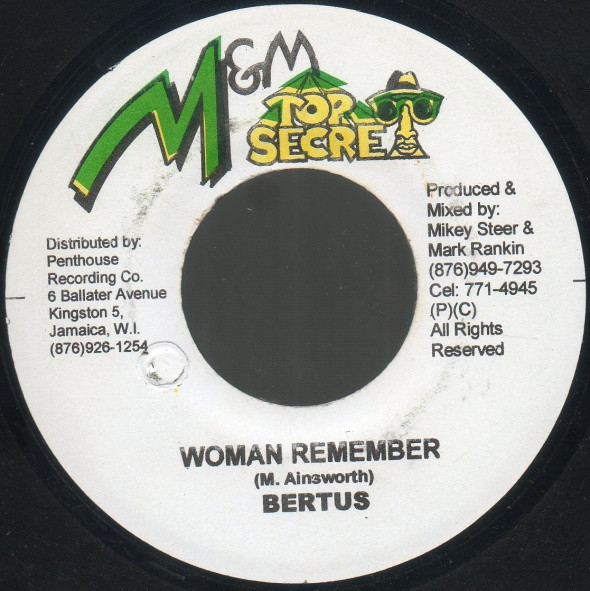 M&M
TOP
SECRE
Distributed by:
Penthouse
Recording Co.
6 Ballater Avenue
Kingston 5,
Jamaica, W.I.
(876)926-1254
Produced &
Mixed by:
Mikey Steer &
Mark Rankin
(876)949-7293
Cel: 771-4945
(P)(C)
All Rights
Reserved
WOMAN REMEMBER
(M. Ainsworth)
BERTUS